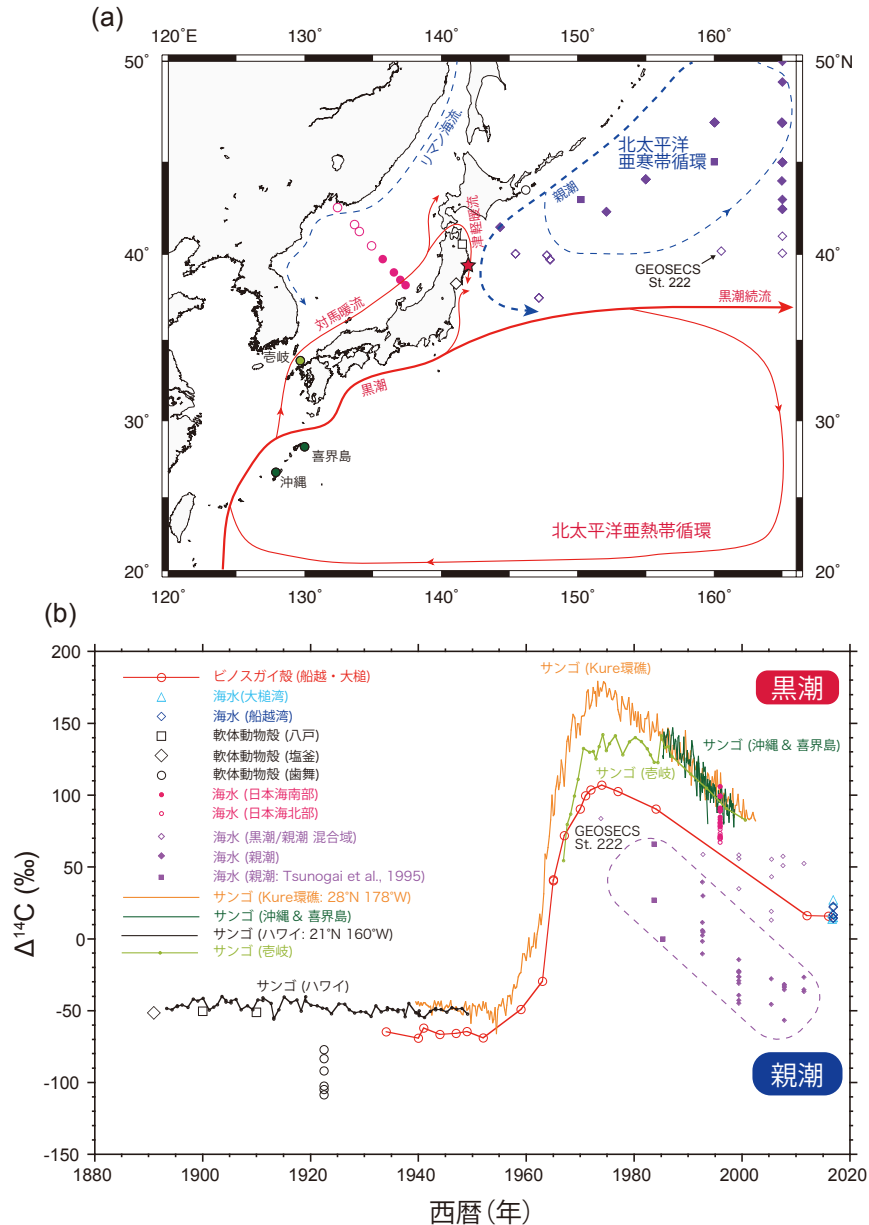 (a)
120˚E 130˚ 140˚ 150˚ 160˚
50˚ 50˚N
リマン海流
北太平洋
亜寒帯循環
親潮
津軽暖流
40˚ 40˚
GEOSECS
St. 222
対馬暖流
黒潮続流
壱岐
黒潮
30˚ 30˚
喜界島
沖縄
北太平洋亜熱帯循環
20˚ 20˚
120˚ 130˚ 140˚ 150˚ 160˚
(b)
200
150
100
50
0
-50
-100
-150
Δ¹⁴C (‰)
ビノスガイ殻 (船越・大槌)
海水(大槌湾)
海水 (船越湾)
軟体動物殻 (八戸)
軟体動物殻 (塩釜)
軟体動物殻 (歯舞)
海水 (日本海南部)
海水 (日本海北部)
海水 (黒潮/親潮 混合域)
海水 (親潮)
海水 (親潮: Tsunogai et al., 1995)
サンゴ (Kure環礁: 28°N 178°W)
サンゴ (沖縄 & 喜界島)
サンゴ (ハワイ: 21°N 160°W)
サンゴ (壱岐)
サンゴ (Kure環礁)
黒潮
サンゴ (沖縄 & 喜界島)
サンゴ (壱岐)
GEOSECS
St. 222
サンゴ (ハワイ)
親潮
1880 1900 1920 1940 1960 1980 2000 2020
西暦 (年)